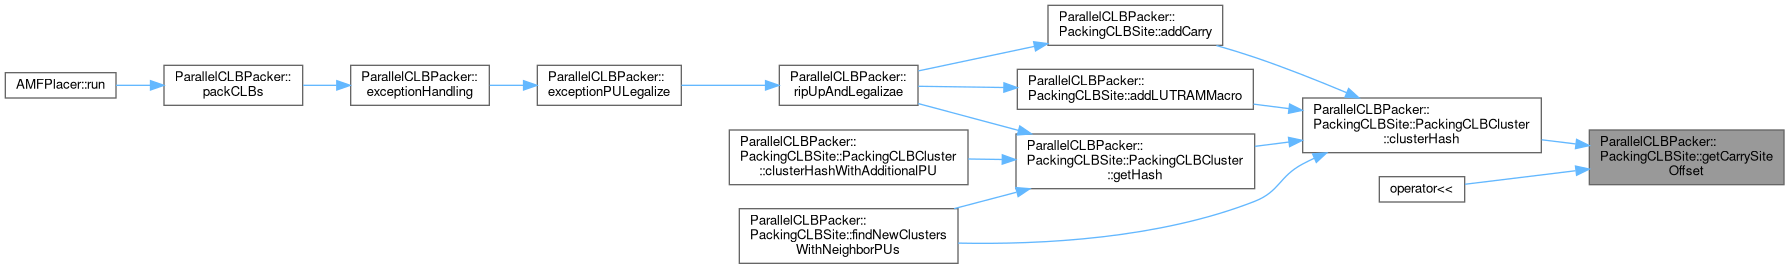 AMFPlacer::run
ParallelCLBPacker::
packCLBs
ParallelCLBPacker::
exceptionHandling
ParallelCLBPacker::
exceptionPULegalize
ParallelCLBPacker::
ripUpAndLegalizae
ParallelCLBPacker::
PackingCLBSite::addCarry
ParallelCLBPacker::
PackingCLBSite::addLUTRAMMacro
ParallelCLBPacker::
PackingCLBSite::PackingCLBCluster
::clusterHashWithAdditionalPU
ParallelCLBPacker::
PackingCLBSite::PackingCLBCluster
::getHash
ParallelCLBPacker::
PackingCLBSite::findNewClusters
WithNeighborPUs
ParallelCLBPacker::
PackingCLBSite::PackingCLBCluster
::clusterHash
operator<<
ParallelCLBPacker::
PackingCLBSite::getCarrySite
Offset